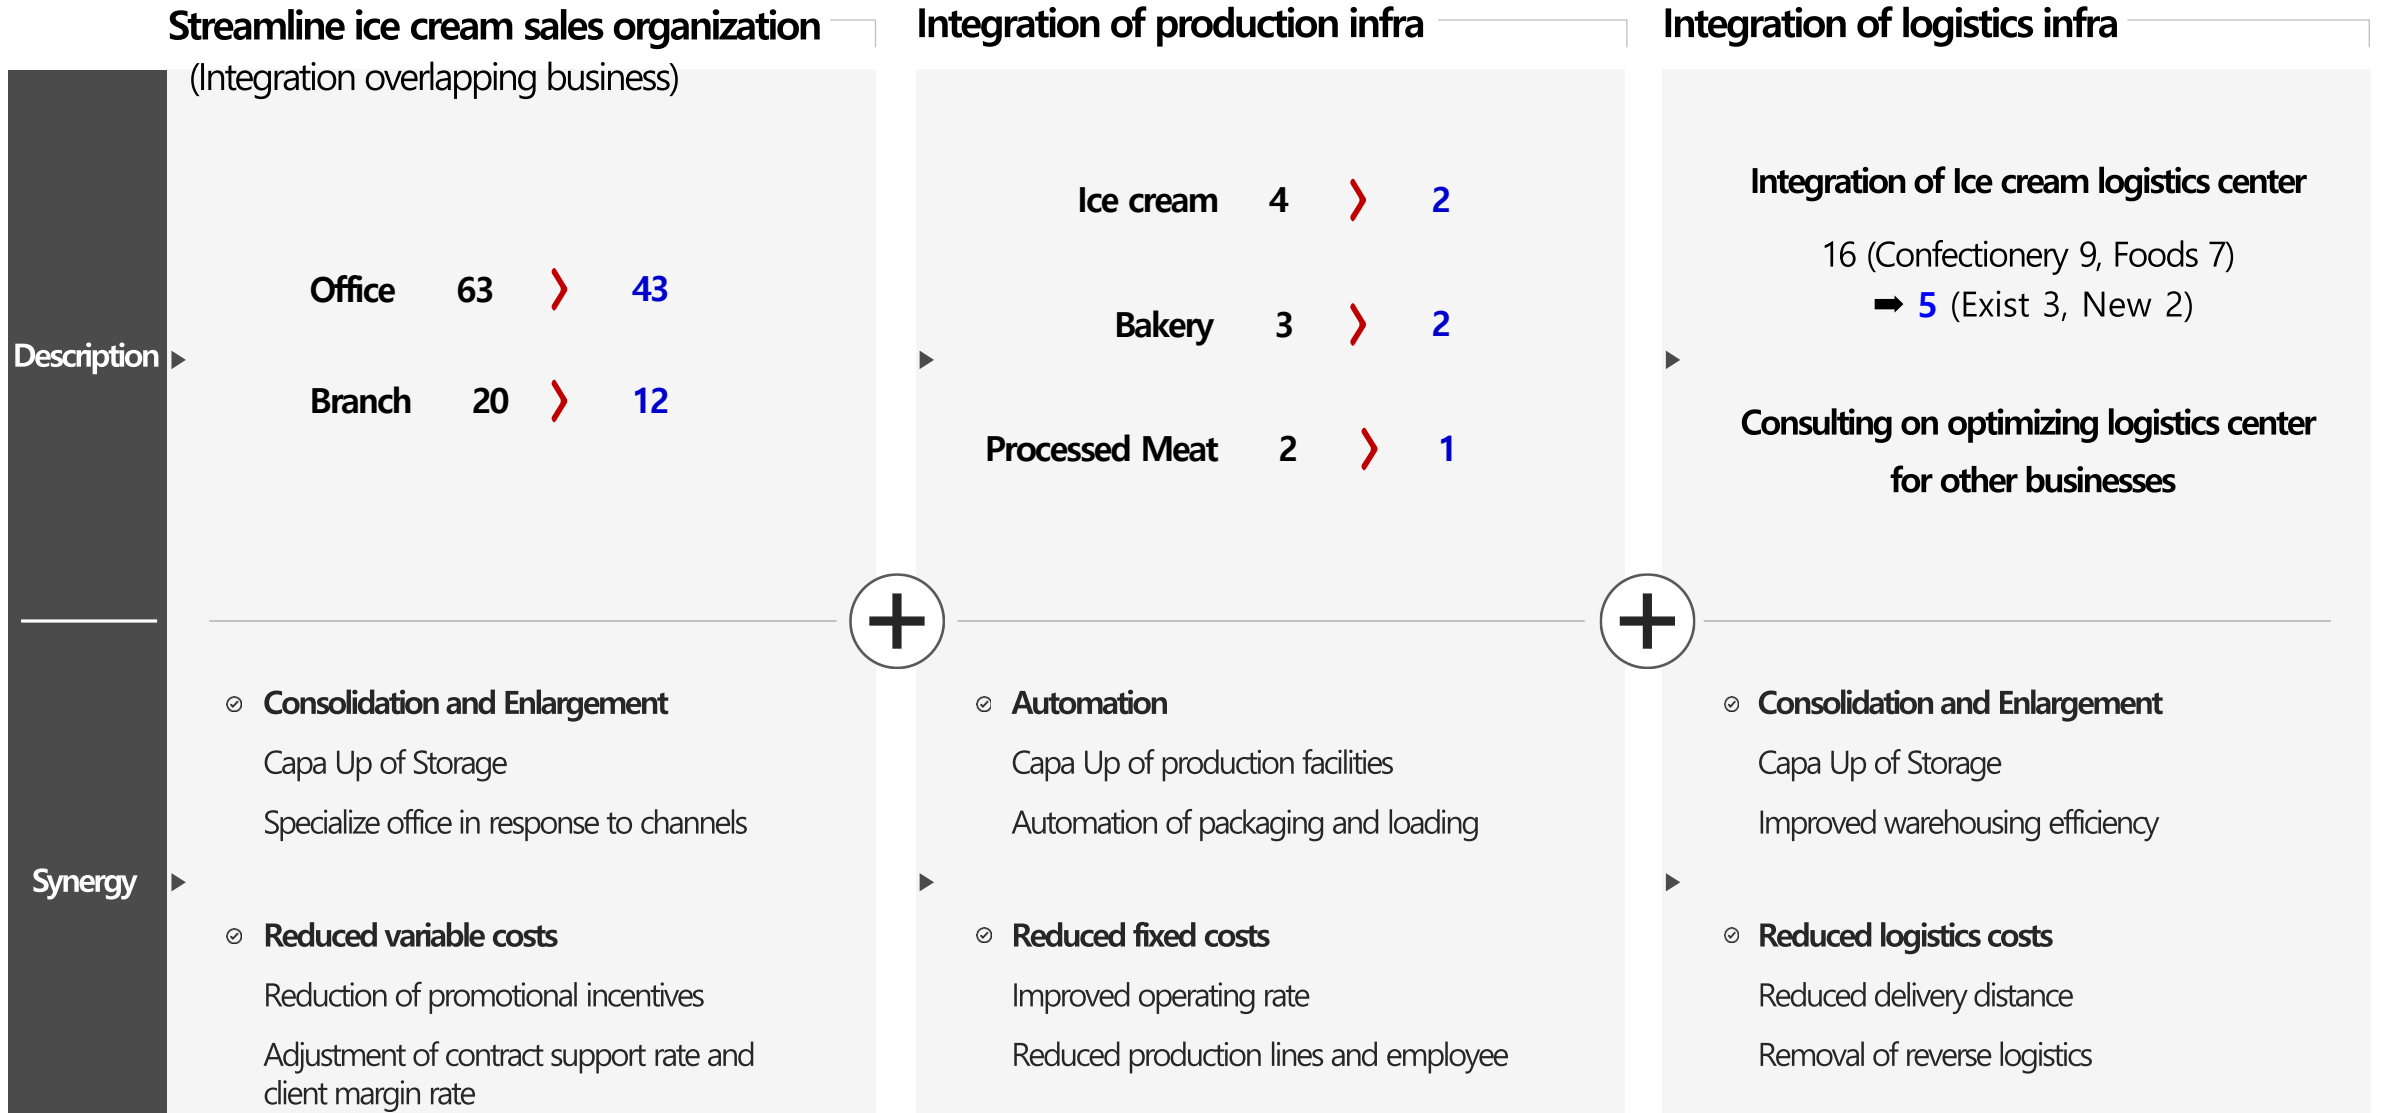 Streamline ice cream sales organization
(Integration overlapping business)
Integration of production infra
Integration of logistics infra
Description
Office 63 > 43
Branch 20 > 12
Ice cream 4 > 2
Bakery 3 > 2
Processed Meat 2 > 1
Integration of Ice cream logistics center
16 (Confectionery 9, Foods 7)
➡ 5 (Exist 3, New 2)
Consulting on optimizing logistics center
for other businesses
Synergy
Consolidation and Enlargement
Capa Up of Storage
Specialize office in response to channels
Reduced variable costs
Reduction of promotional incentives
Adjustment of contract support rate and
client margin rate
Automation
Capa Up of production facilities
Automation of packaging and loading
Reduced fixed costs
Improved operating rate
Reduced production lines and employee
Consolidation and Enlargement
Capa Up of Storage
Improved warehousing efficiency
Reduced logistics costs
Reduced delivery distance
Removal of reverse logistics